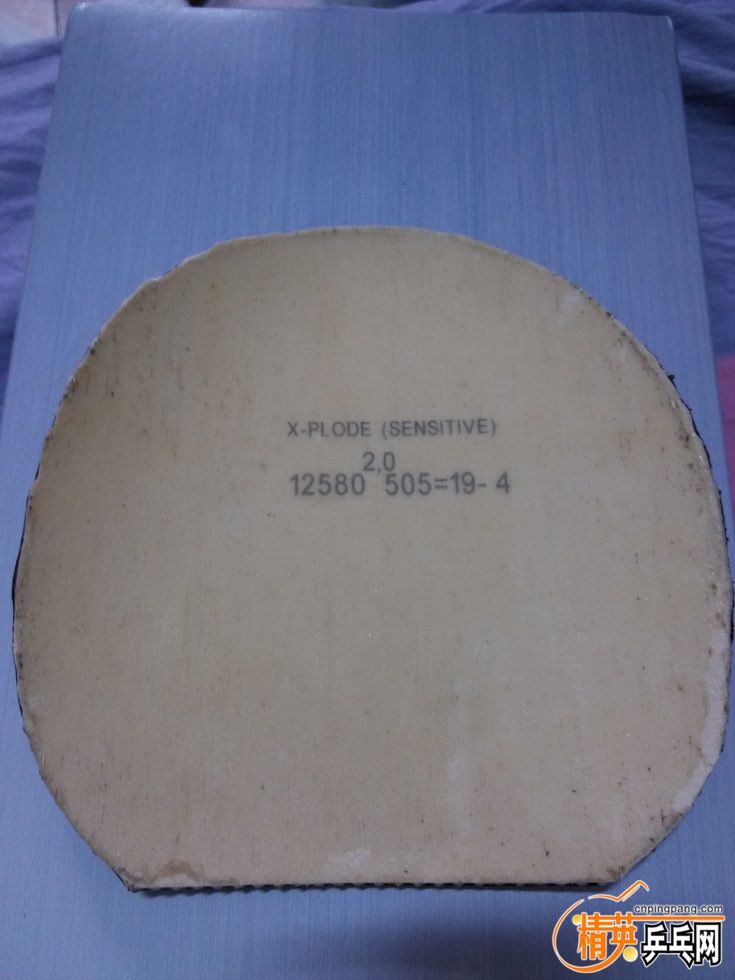 X-PLODE (SENSITIVE)
2,0
12580 505=19-4
cnpingpang.com
精英乒乓网